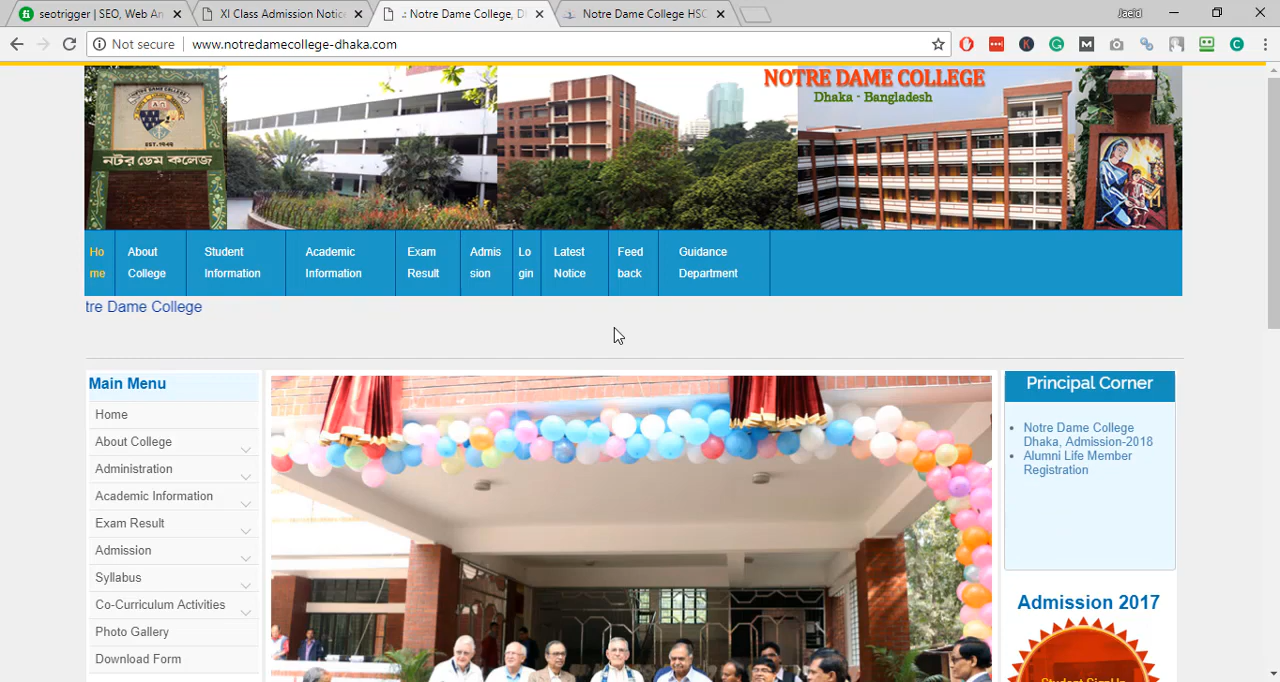 seotrigger | SEO, Web An
XI Class Admission Notic
.: Notre Dame College, D
Notre Dame College HSC
Jaeid
Not secure
www.notredamecollege-dhaka.com
EST. 1949
নটর ডেম কলেজ
NOTRE DAME COLLEGE
Dhaka - Bangladesh
Ho
me
About
College
Student
Information
Academic
Information
Exam
Result
Admis
sion
Lo
gin
Latest
Notice
Feed
back
Guidance
Department
tre Dame College
Main Menu
Home
About College
Administration
Academic Information
Exam Result
Admission
Syllabus
Co-Curriculum Activities
Photo Gallery
Download Form
Principal Corner
Notre Dame College
Dhaka, Admission-2018
Alumni Life Member
Registration
Admission 2017
Student SignUp